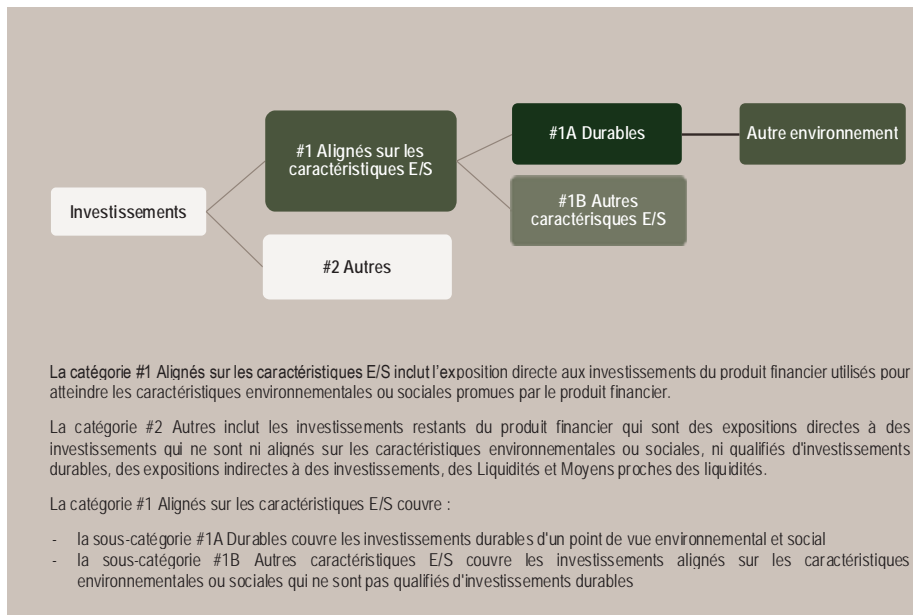 #1A Durables
Autre environnement
#1 Alignés sur les
caractéristiques E/S
#1B Autres
caractérisques E/S
Investissements
#2 Autres
La catégorie #1 Alignés sur les caractéristiques E/S inclut l'exposition directe aux investissements du produit financier utilisés pour
atteindre les caractéristiques environnementales ou sociales promues par le produit financier.
La catégorie #2 Autres inclut les investissements restants du produit financier qui sont des expositions directes à des
investissements qui ne sont ni alignés sur les caractéristiques environnementales ou sociales, ni qualifiés d'investissements
durables, des expositions indirectes à des investissements, des Liquidités et Moyens proches des liquidités.
La catégorie #1 Alignés sur les caractéristiques E/S couvre :
- la sous-catégorie #1A Durables couvre les investissements durables d'un point de vue environnemental et social
- la sous-catégorie #1B Autres caractéristiques E/S couvre les investissements alignés sur les caractéristiques
environnementales ou sociales qui ne sont pas qualifiés d'investissements durables